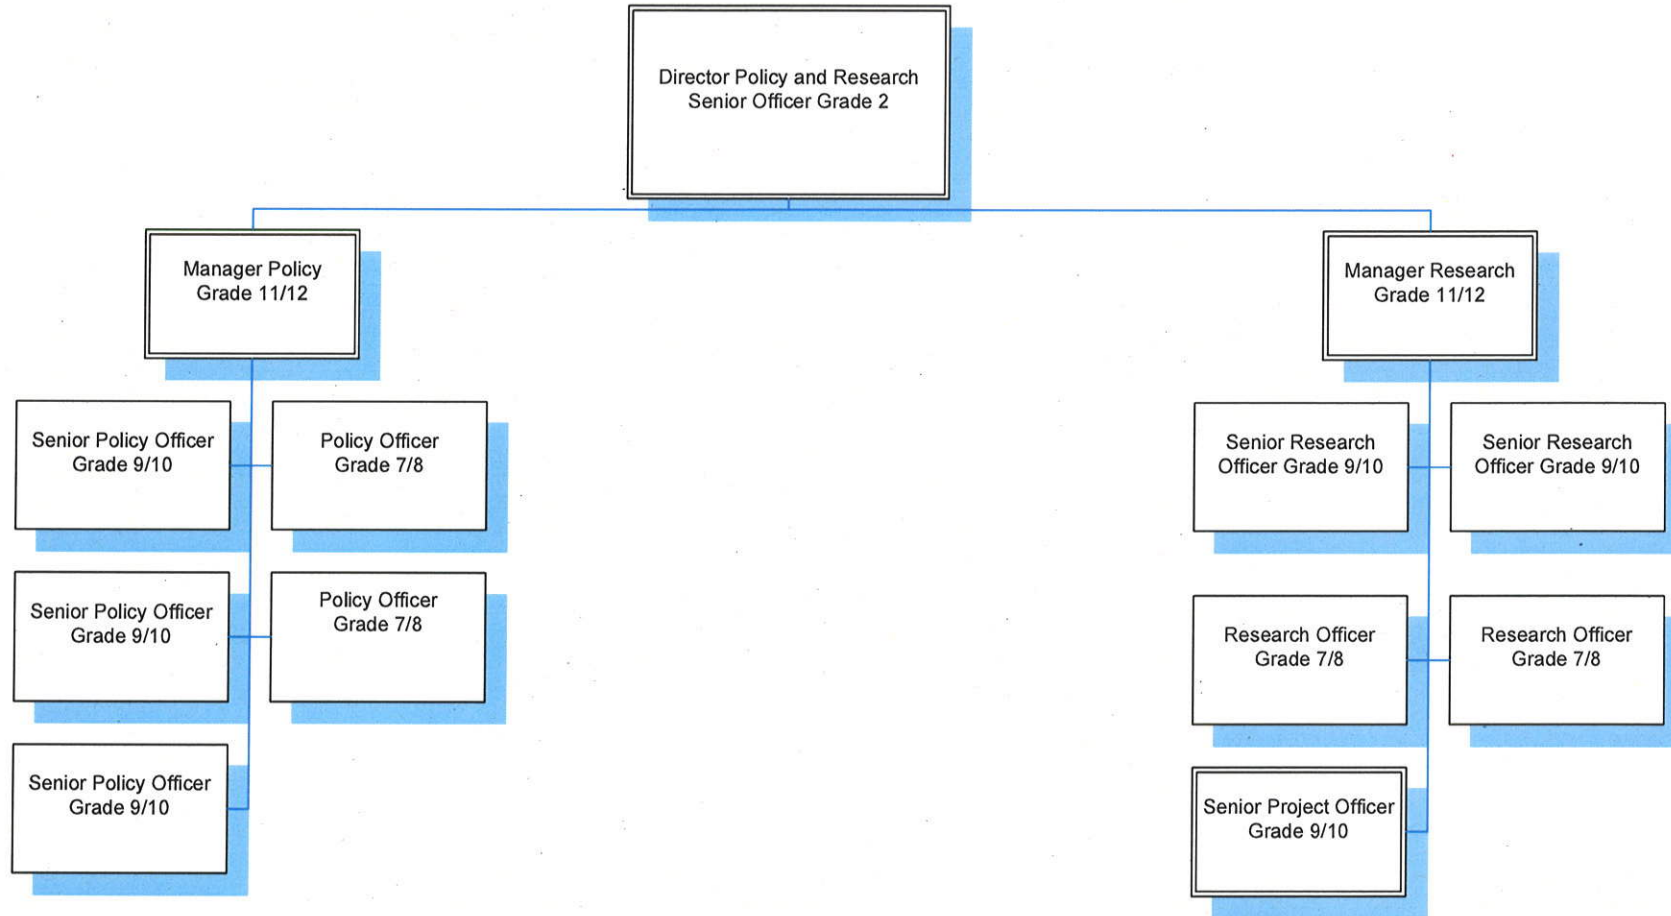 Director Policy and Research
Senior Officer Grade 2
Manager Policy
Grade 11/12
Manager Research
Grade 11/12
Senior Policy Officer
Grade 9/10
Policy Officer
Grade 7/8
Senior Research
Officer Grade 9/10
Senior Research
Officer Grade 9/10
Senior Policy Officer
Grade 9/10
Policy Officer
Grade 7/8
Research Officer
Grade 7/8
Research Officer
Grade 7/8
Senior Policy Officer
Grade 9/10
Senior Project Officer
Grade 9/10